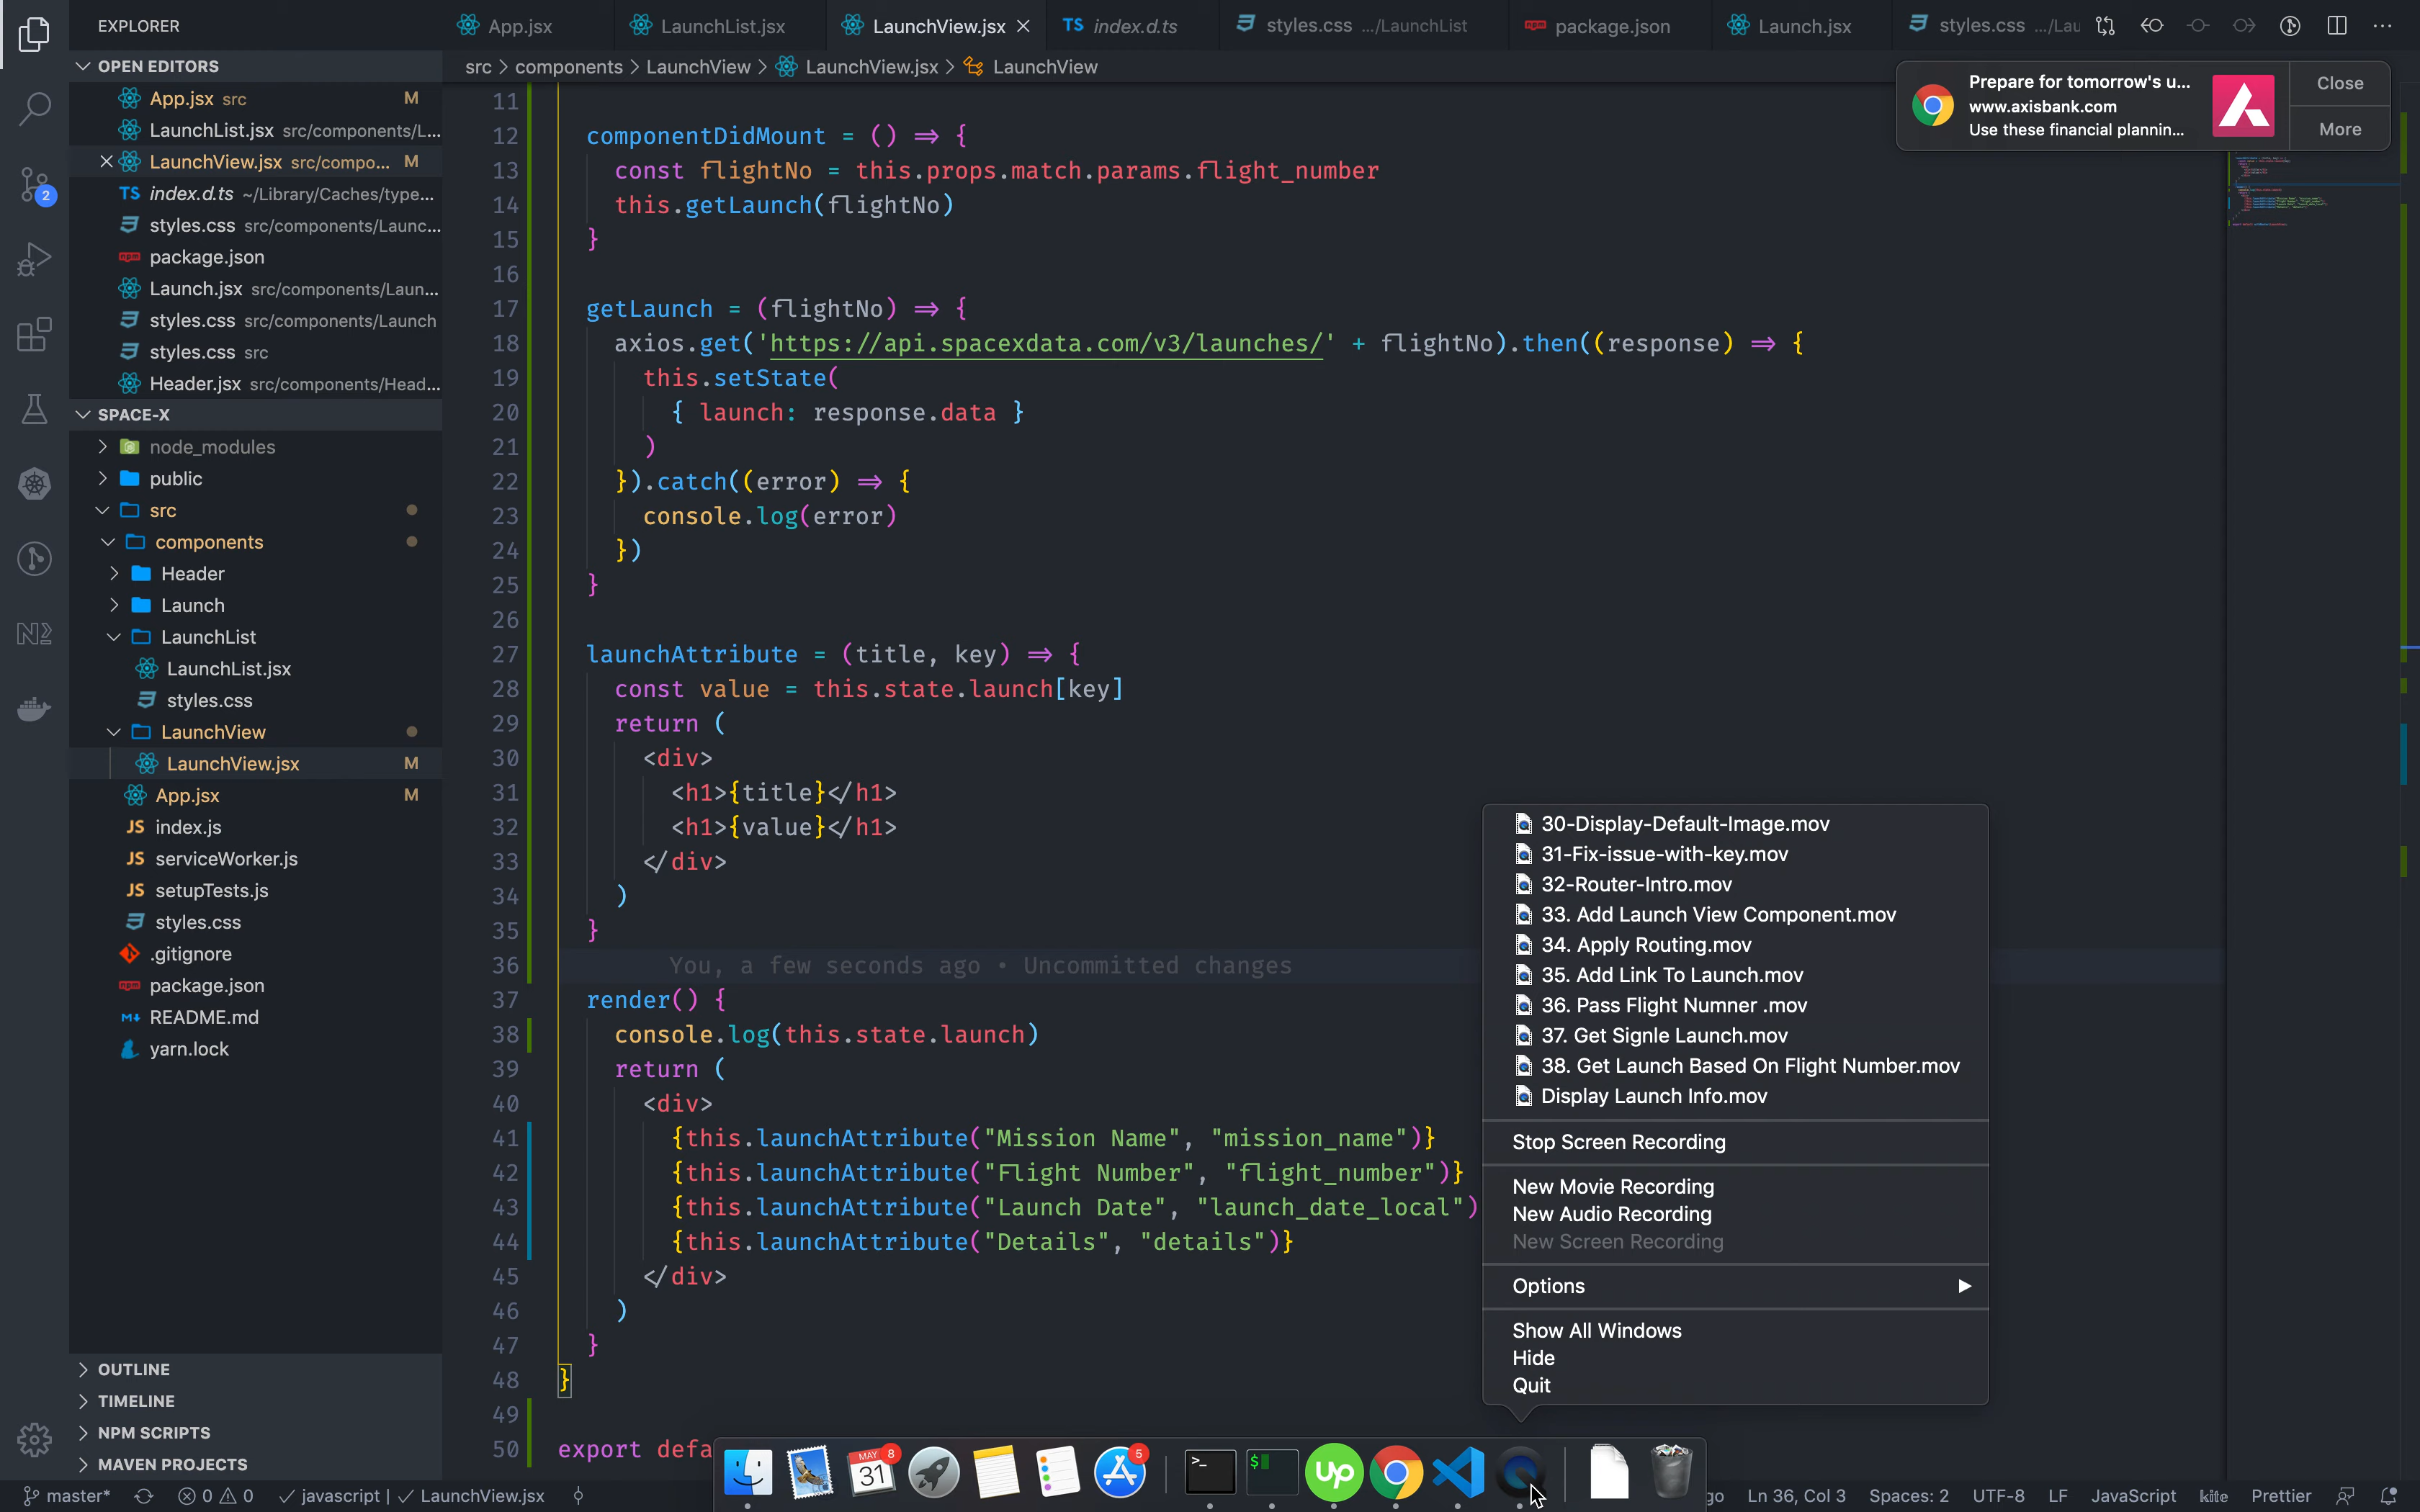 EXPLORER
App.jsx
LaunchList.jsx
LaunchView.jsx
TS index.d.ts
styles.css .../LaunchList
package.json
Launch.jsx
styles.css .../Lau
OPEN EDITORS
App.jsx src M
LaunchList.jsx src/components/L...
LaunchView.jsx src/compo... M
TS index.d.ts ~/Library/Caches/type...
styles.css src/components/Launc...
package.json
Launch.jsx src/components/Laun...
styles.css src/components/Launch
styles.css src
Header.jsx src/components/Head...
SPACE-X
node_modules
public
src
components
Header
Launch
LaunchList
LaunchList.jsx
styles.css
LaunchView
LaunchView.jsx M
App.jsx M
JS index.js
JS serviceWorker.js
JS setupTests.js
styles.css
.gitignore
package.json
README.md
yarn.lock
OUTLINE
TIMELINE
NPM SCRIPTS
MAVEN PROJECTS
2
src > components > LaunchView > LaunchView.jsx > LaunchView
11
12 componentDidMount = () => {
13 const flightNo = this.props.match.params.flight_number
14 this.getLaunch(flightNo)
15 }
16
17 getLaunch = (flightNo) => {
18 axios.get('https://api.spacexdata.com/v3/launches/' + flightNo).then((response) => {
19 this.setState(
20 { launch: response.data }
21 )
22 }).catch((error) => {
23 console.log(error)
24 })
25 }
26
27 launchAttribute = (title, key) => {
28 const value = this.state.launch[key]
29 return (
30 <div>
31 <h1>{title}</h1>
32 <h1>{value}</h1>
33 </div>
34 )
35 }
36 You, a few seconds ago • Uncommitted changes
37 render() {
38 console.log(this.state.launch)
39 return (
40 <div>
41 {this.launchAttribute("Mission Name", "mission_name")}
42 {this.launchAttribute("Flight Number", "flight_number")}
43 {this.launchAttribute("Launch Date", "launch_date_local")
44 {this.launchAttribute("Details", "details")}
45 </div>
46 )
47 }
48 }
49
50 export defa
Prepare for tomorrow's u...
www.axisbank.com
Use these financial plannin...
Close
More
30-Display-Default-Image.mov
31-Fix-issue-with-key.mov
32-Router-Intro.mov
33. Add Launch View Component.mov
34. Apply Routing.mov
35. Add Link To Launch.mov
36. Pass Flight Numner .mov
37. Get Signle Launch.mov
38. Get Launch Based On Flight Number.mov
Display Launch Info.mov
Stop Screen Recording
New Movie Recording
New Audio Recording
New Screen Recording
Options
Show All Windows
Hide
Quit
MAY
31
8
5
up
master*
0 0
javascript | LaunchView.jsx
go
Ln 36, Col 3
Spaces: 2
UTF-8
LF
JavaScript
kite
Prettier